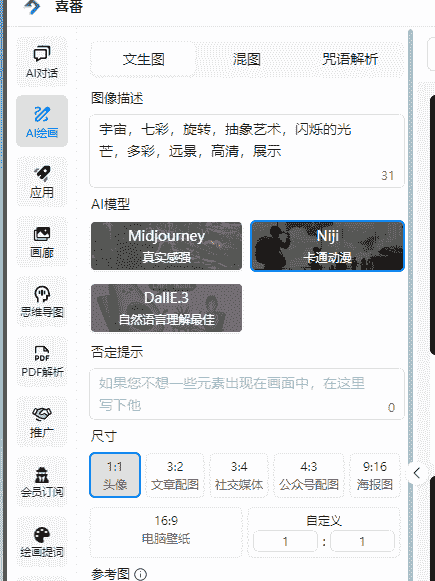 喜番
AI对话
AI绘画
应用
画廊
思维导图
PDF
PDF解析
推广
会员订阅
绘画提词
文生图 混图 咒语解析
图像描述
宇宙，七彩，旋转，抽象艺术，闪烁的光
芒，多彩，远景，高清，展示
31
AI模型
Midjourney
真实感强
Niji
卡通动漫
DallE.3
自然语言理解最佳
否定提示
如果您不想一些元素出现在画面中，在这里
写下他
0
尺寸
1:1
头像
3:2
文章配图
3:4
社交媒体
4:3
公众号配图
9:16
海报图
16:9
电脑壁纸
自定义
1 : 1
参考图